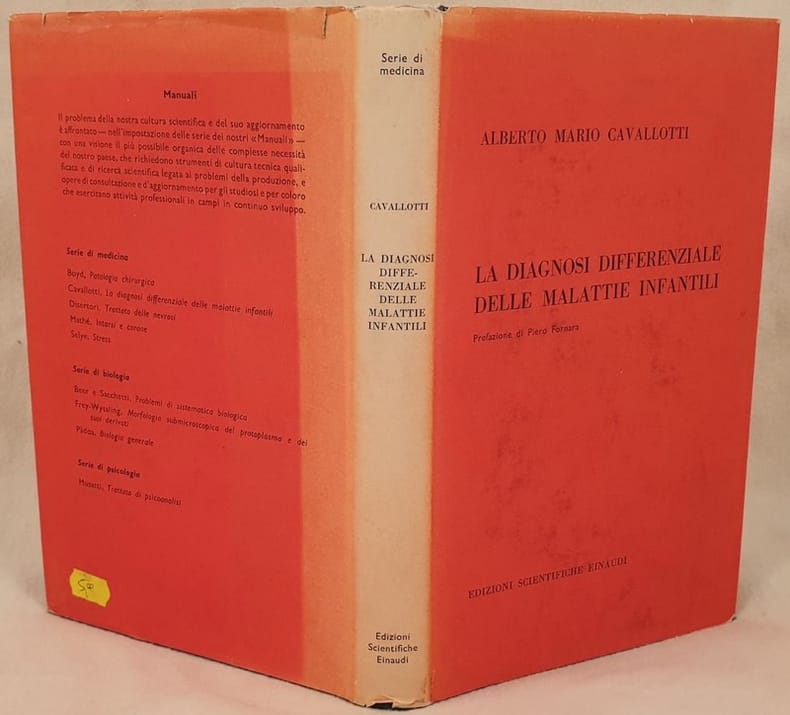 Manuali
Il problema della nostra cultura scientifica e del suo aggiornamento
è affrontato — nell'impostazione delle serie dei nostri «Manuali» —
con una visione il più possibile organica delle complesse necessità
del nostro paese, che richiedono strumenti di cultura tecnica quali-
ficata e di ricerca scientifica legata ai problemi della produzione, e
opere di consultazione e d'aggiornamento per gli studiosi e per coloro
che esercitano attività professionali in campi in continuo sviluppo.
Serie di medicina
Boyd, Patologia chirurgica
Cavallotti, La diagnosi differenziale delle malattie infantili
Disertori, Trattato delle nevrosi
Mathé, Intarsi e corone
Selye, Stress
Serie di biologia
Beer e Sacchetti, Problemi di sistematica biologica
Frey-Wyssling, Morfologia submicroscopica del protoplasma e dei
suoi derivati
Pàdoa, Biologia generale
Serie di psicologia
Musatti, Trattato di psicoanalisi
Serie di
medicina
CAVALLOTTI
LA DIAGNOSI
DIFFE-
RENZIALE
DELLE
MALATTIE
INFANTILI
Edizioni
Scientifiche
Einaudi
ALBERTO MARIO CAVALLOTTI
LA DIAGNOSI DIFFERENZIALE
DELLE MALATTIE INFANTILI
Prefazione di Piero Fornara
EDIZIONI SCIENTIFICHE EINAUDI